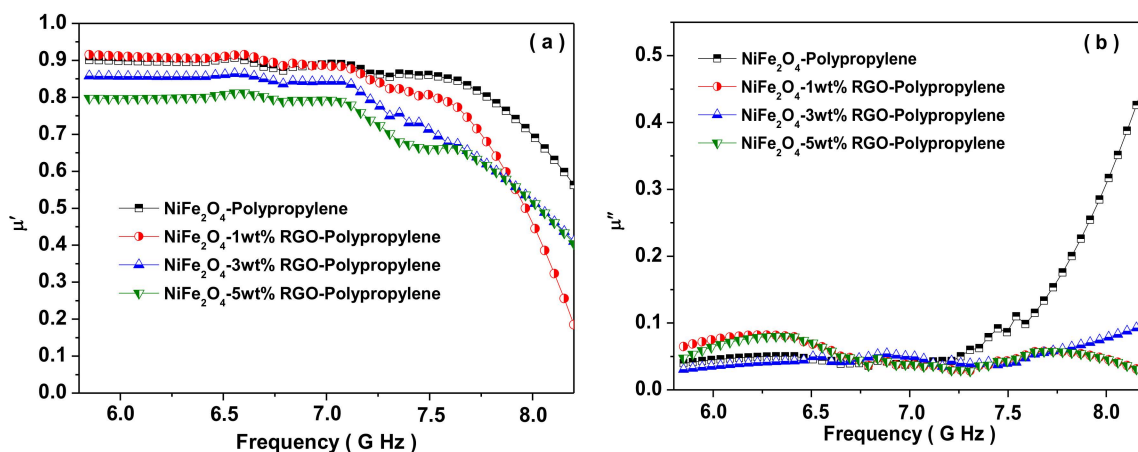 ( a )
1.0
0.9
0.8
0.7
0.6
0.5
0.4
0.3
0.2
0.1
0.0
μ′
NiFe₂O₄-Polypropylene
NiFe₂O₄-1wt% RGO-Polypropylene
NiFe₂O₄-3wt% RGO-Polypropylene
NiFe₂O₄-5wt% RGO-Polypropylene
6.0 6.5 7.0 7.5 8.0
Frequency ( G Hz)
( b )
0.5
0.4
0.3
0.2
0.1
0.0
μ″
NiFe₂O₄-Polypropylene
NiFe₂O₄-1wt% RGO-Polypropylene
NiFe₂O₄-3wt% RGO-Polypropylene
NiFe₂O₄-5wt% RGO-Polypropylene
6.0 6.5 7.0 7.5 8.0
Frequency ( G Hz )